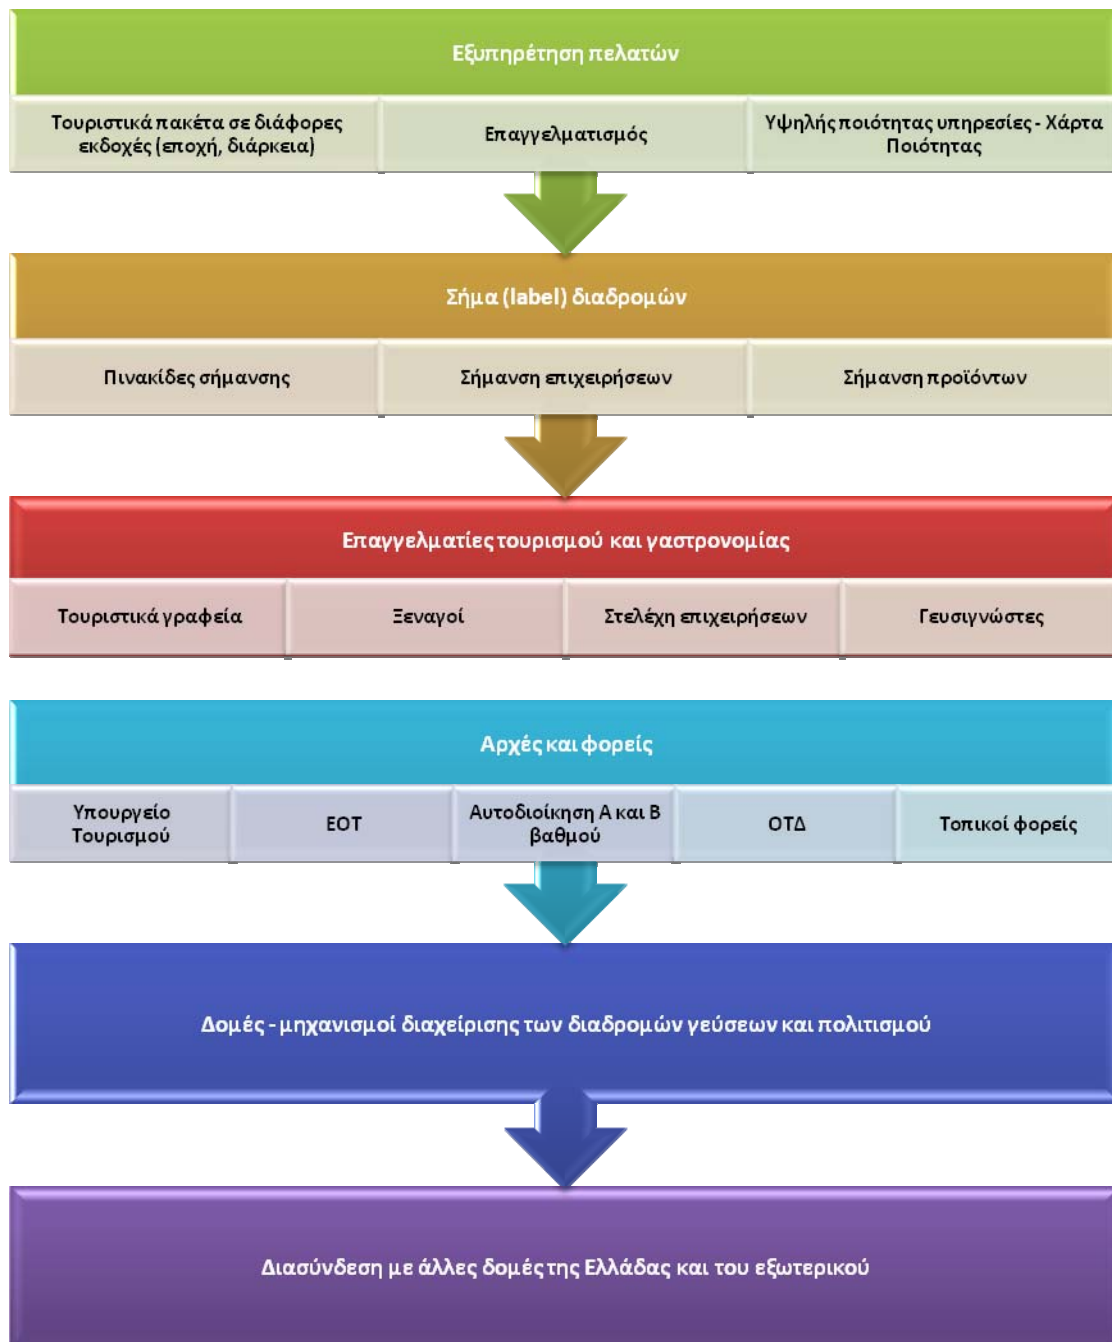 Εξυπηρέτηση πελατών
Τουριστικά πακέτα σε διάφορες
εκδοχές (εποχή, διάρκεια)
Επαγγελματισμός
Υψηλής ποιότητας υπηρεσίες - Χάρτα
Ποιότητας
Σήμα (label) διαδρομών
Πινακίδες σήμανσης
Σήμανση επιχειρήσεων
Σήμανση προϊόντων
Επαγγελματίες τουρισμού και γαστρονομίας
Τουριστικά γραφεία
Ξεναγοί
Στελέχη επιχειρήσεων
Γευσιγνώστες
Αρχές και φορείς
Υπουργείο
Τουρισμού
ΕΟΤ
Αυτοδιοίκηση Α και Β
βαθμού
ΟΤΔ
Τοπικοί φορείς
Δομές - μηχανισμοί διαχείρισης των διαδρομών γεύσεων και πολιτισμού
Διασύνδεση με άλλες δομές της Ελλάδας και του εξωτερικού